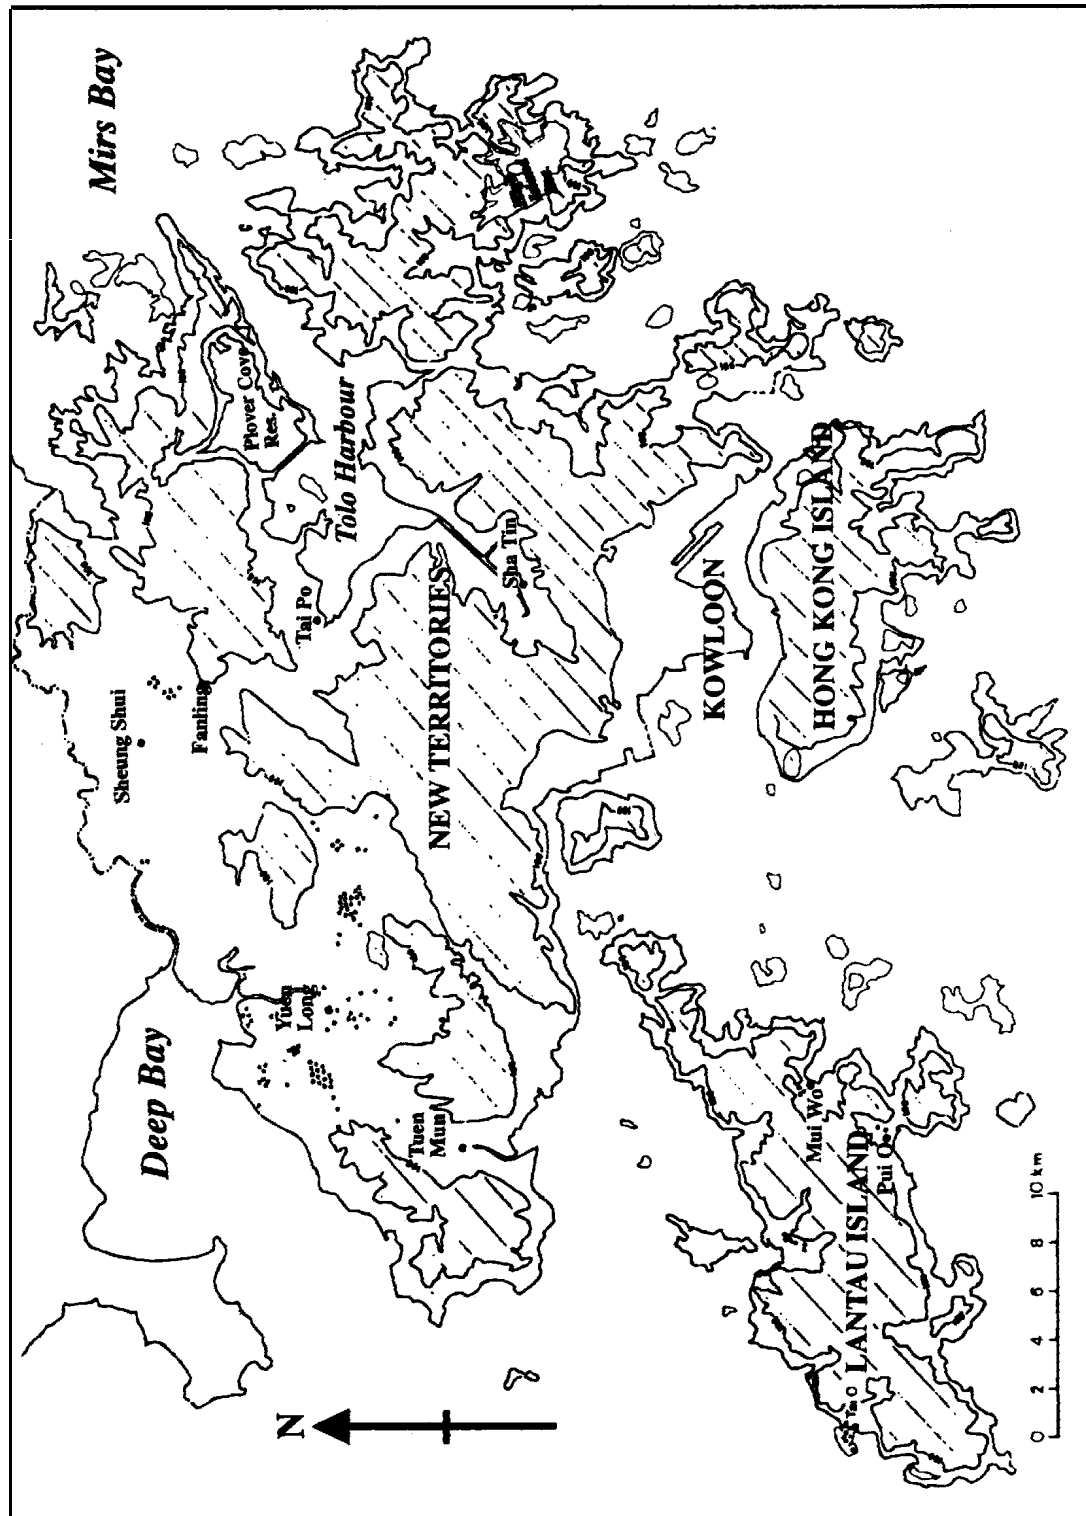 Mirs Bay
Plover Cove
Res.
Tolo Harbour
Sheung Shui
Fanling
Tai Po
Sha Tin
NEW TERRITORIES
KOWLOON
HONG KONG ISLAND
Deep Bay
Yuen
Long
Tuen
Mun
Mui Wo
Pui O
LANTAU ISLAND
Tai O
N
0 2 4 6 8 10 km